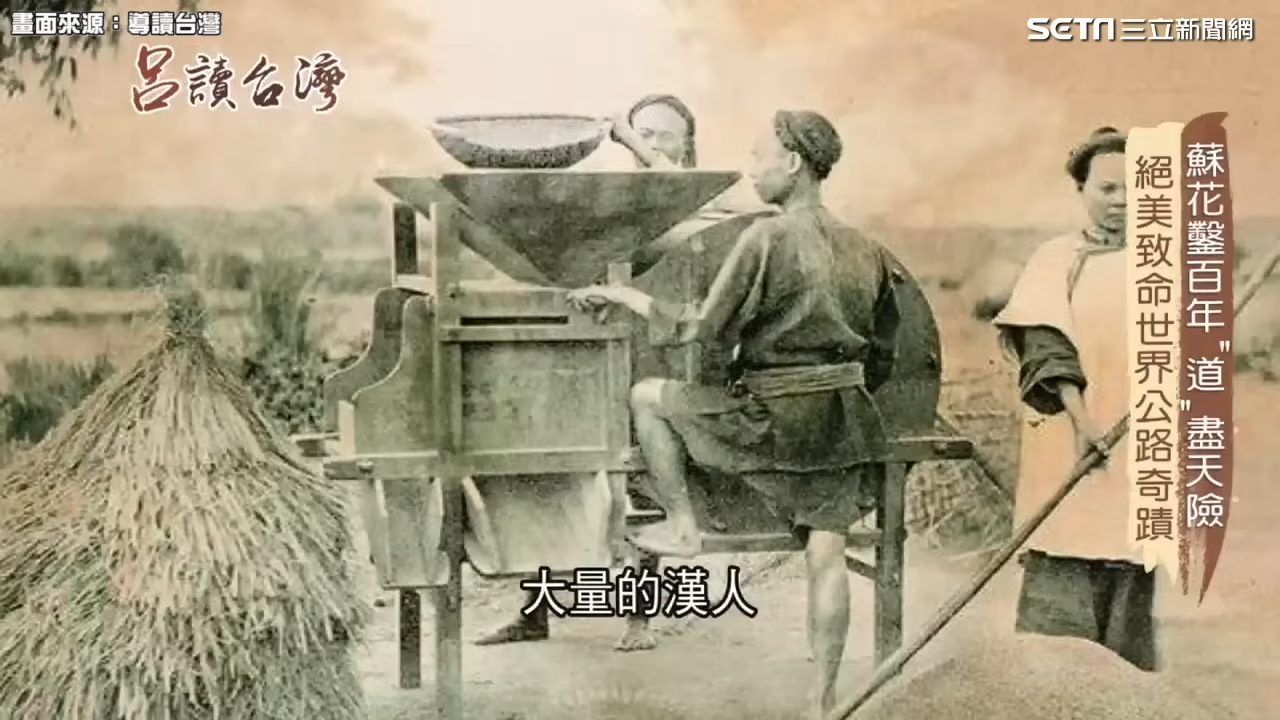 畫面來源：導讀台灣
SETN三立新聞網
呂讀台灣
蘇花鑿百年"道"盡天險
絕美致命世界公路奇蹟
大量的漢人